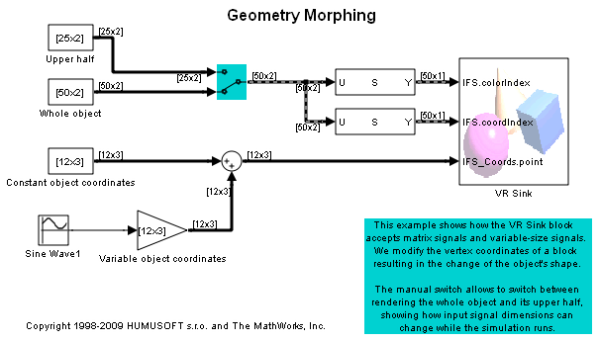 Geometry Morphing
[25x2]
[25x2]
Upper half
[25x2]
[50x2]
[50x2]
Whole object
[50x2]
[50x2]
[50x2]
U S Y
[50x1]
IFS.colorIndex
U S Y
[50x1]
IFS.coordIndex
[12x3]
[12x3]
Constant object coordinates
[12x3]
IFS_Coords.point
VR Sink
[12x3]
[12x3]
[12x3]
Sine Wave1
Variable object coordinates
This example shows how the VR Sink block
accepts matrix signals and variable-size signals.
We modify the vertex coordinates of a block
resulting in the change of the object's shape.
The manual switch allows to switch between
rendering the whole object and its upper half,
showing how input signal dimensions can
change while the simulation runs.
Copyright 1998-2009 HUMUSOFT s.r.o. and The MathWorks, Inc.